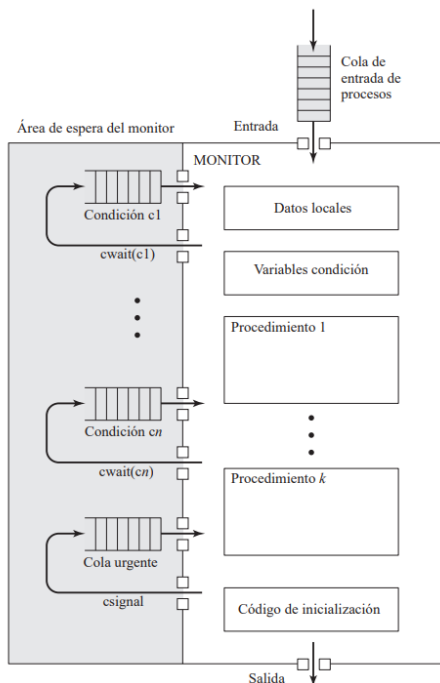 Cola de
entrada de
procesos
Área de espera del monitor
Entrada
MONITOR
Condición c1
Datos locales
cwait(c1)
Variables condición
Procedimiento 1
Condición cn
cwait(cn)
Procedimiento k
Cola urgente
csignal
Código de inicialización
Salida